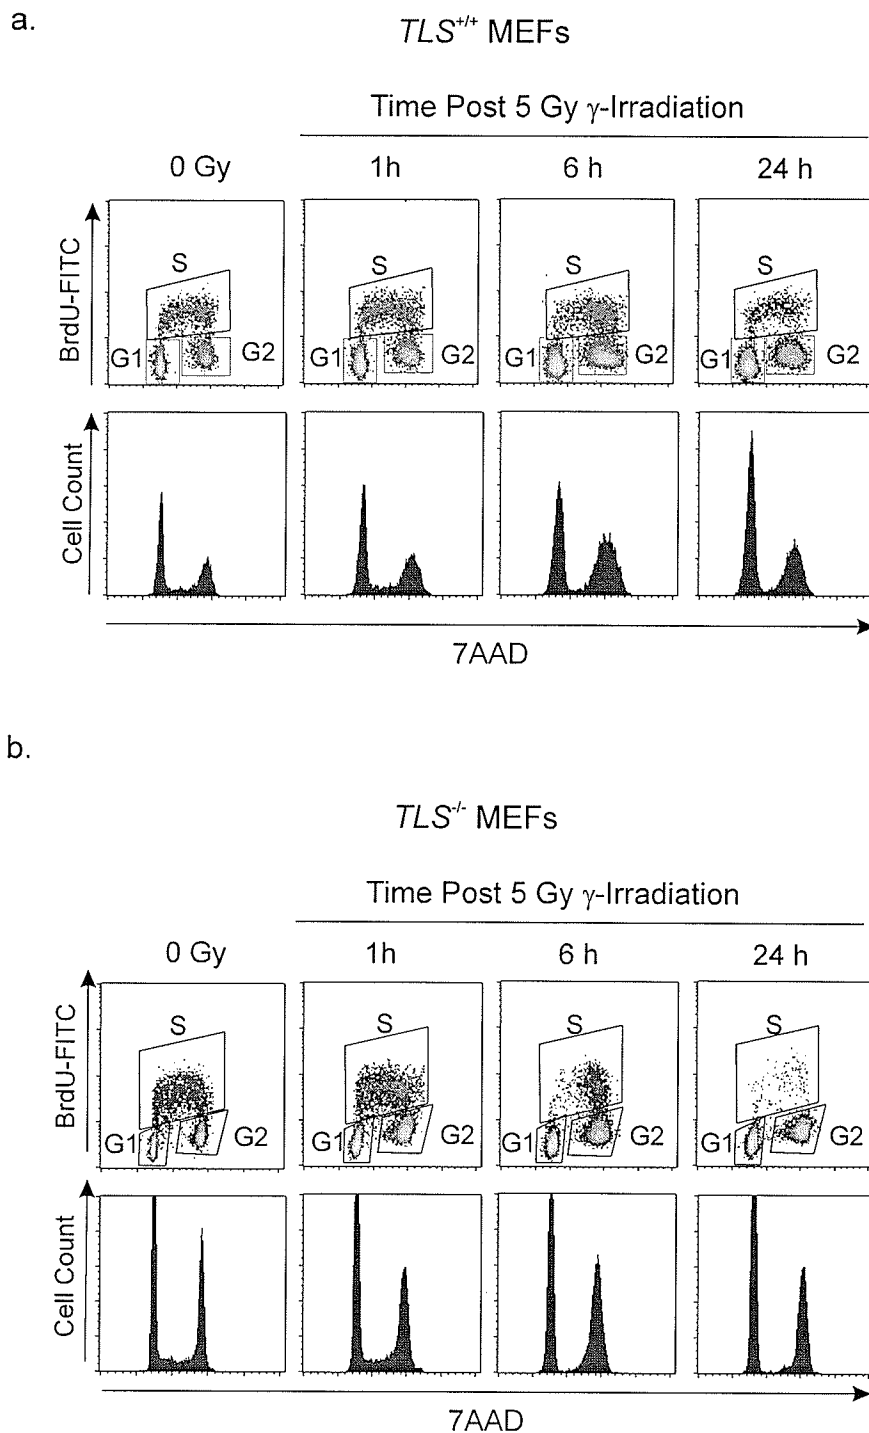 a.
TLS+/+ MEFs
Time Post 5 Gy γ-Irradiation
0 Gy 1h 6 h 24 h
BrdU-FITC
S S S S
G1 G2 G1 G2 G1 G2 G1 G2
Cell Count
7AAD
b.
TLS-/- MEFs
Time Post 5 Gy γ-Irradiation
0 Gy 1h 6 h 24 h
BrdU-FITC
S S S S
G1 G2 G1 G2 G1 G2 G1 G2
Cell Count
7AAD